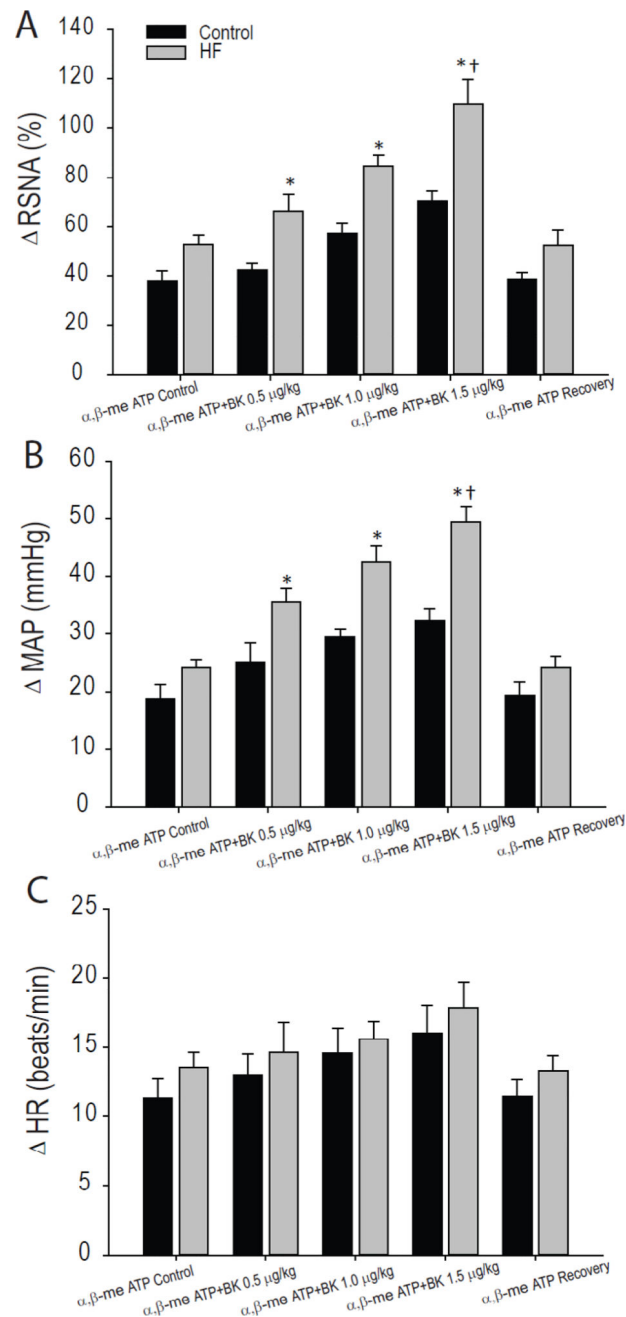 A
Control
HF
Δ RSNA (%)
140
120
100
80
60
40
20
0
*
*
* †
α,β-me ATP Control
α,β-me ATP+BK 0.5 μg/kg
α,β-me ATP+BK 1.0 μg/kg
α,β-me ATP+BK 1.5 μg/kg
α,β-me ATP Recovery
B
Δ MAP (mmHg)
60
50
40
30
20
10
0
*
*
* †
α,β-me ATP Control
α,β-me ATP+BK 0.5 μg/kg
α,β-me ATP+BK 1.0 μg/kg
α,β-me ATP+BK 1.5 μg/kg
α,β-me ATP Recovery
C
Δ HR (beats/min)
25
20
15
10
5
0
α,β-me ATP Control
α,β-me ATP+BK 0.5 μg/kg
α,β-me ATP+BK 1.0 μg/kg
α,β-me ATP+BK 1.5 μg/kg
α,β-me ATP Recovery